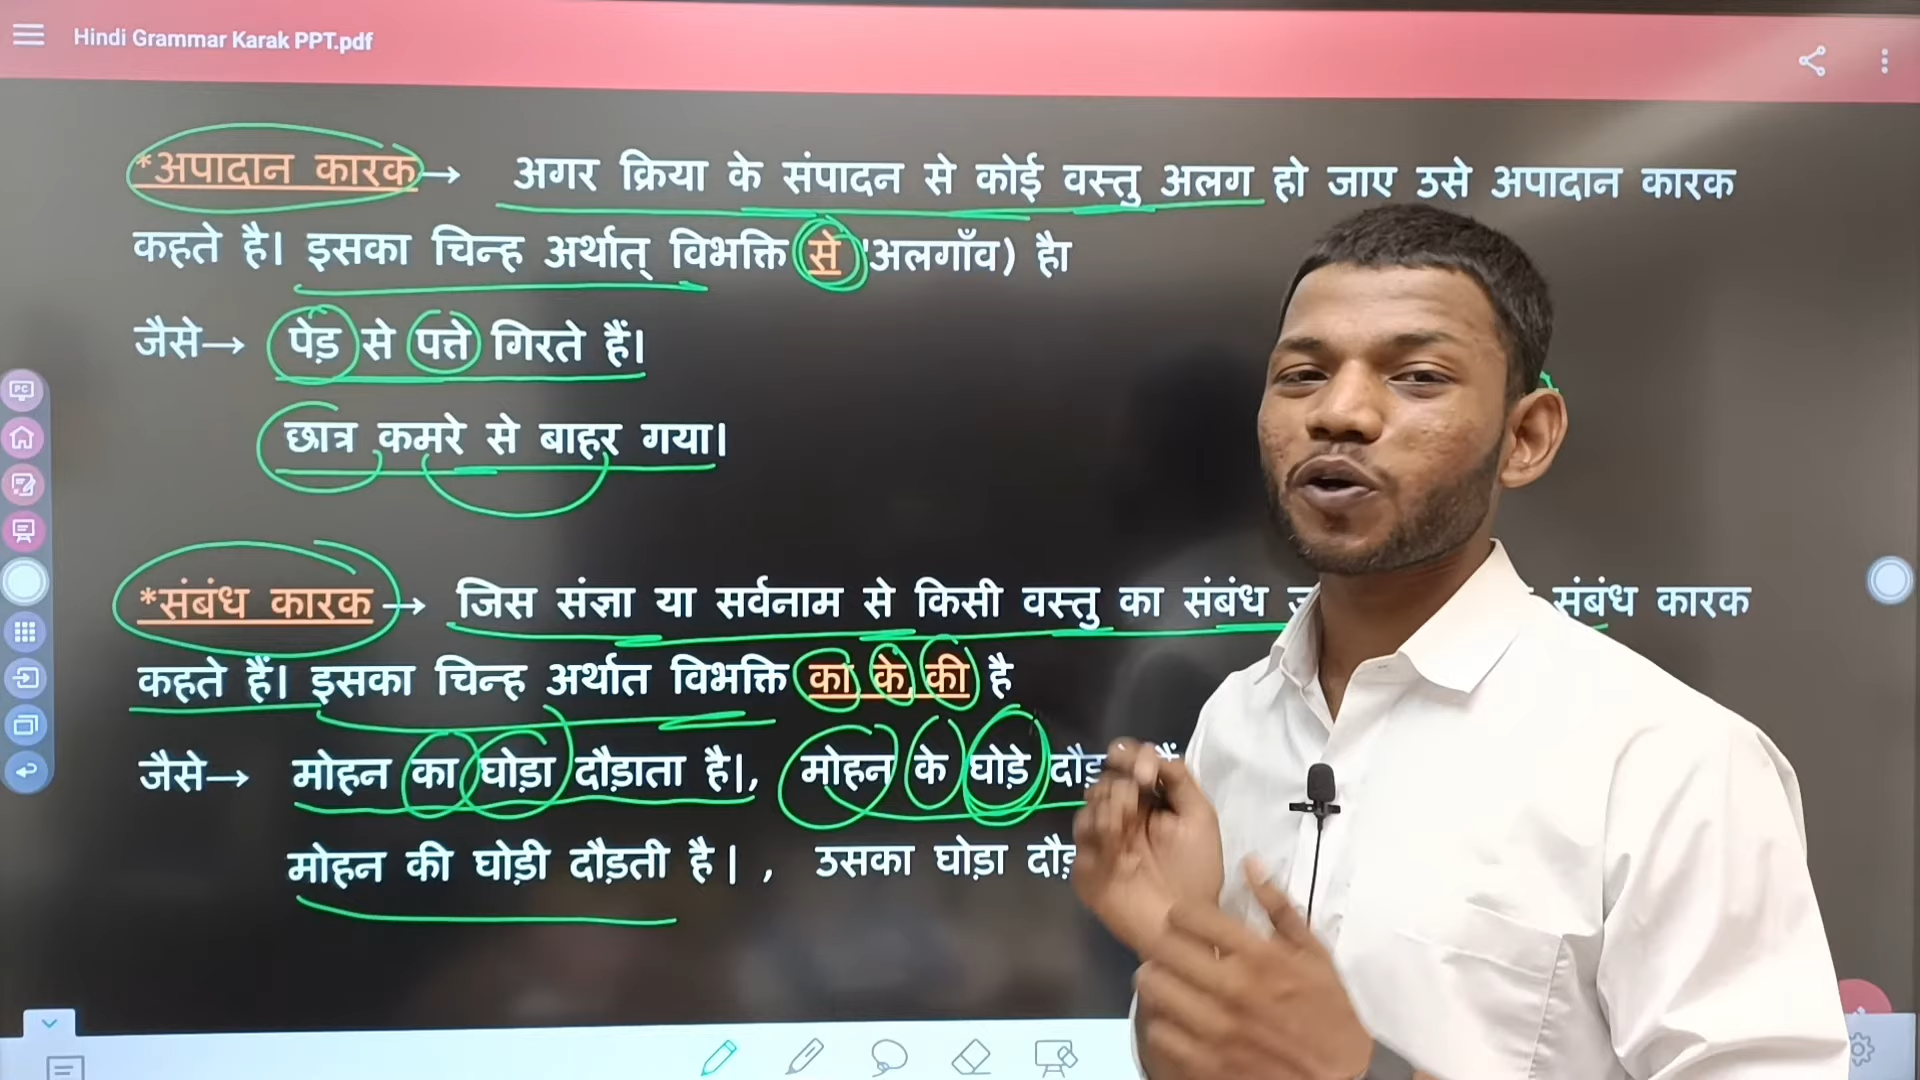 Hindi Grammar Karak PPT.pdf
*अपादान कारक→ अगर क्रिया के संपादन से कोई वस्तु अलग हो जाए उसे अपादान कारक
कहते है। इसका चिन्ह अर्थात् विभक्ति से 'अलगाँव) है
जैसे→ पेड़ से पत्ते गिरते हैं।
छात्र कमरे से बाहर गया।
*संबंध कारक→ जिस संज्ञा या सर्वनाम से किसी वस्तु का संबंध संबंध कारक
कहते हैं। इसका चिन्ह अर्थात विभक्ति का के की है
जैसे→ मोहन का घोड़ा दौड़ाता है।, मोहन के घोड़े
मोहन की घोड़ी दौड़ती है|, उसका घोड़ा
PC